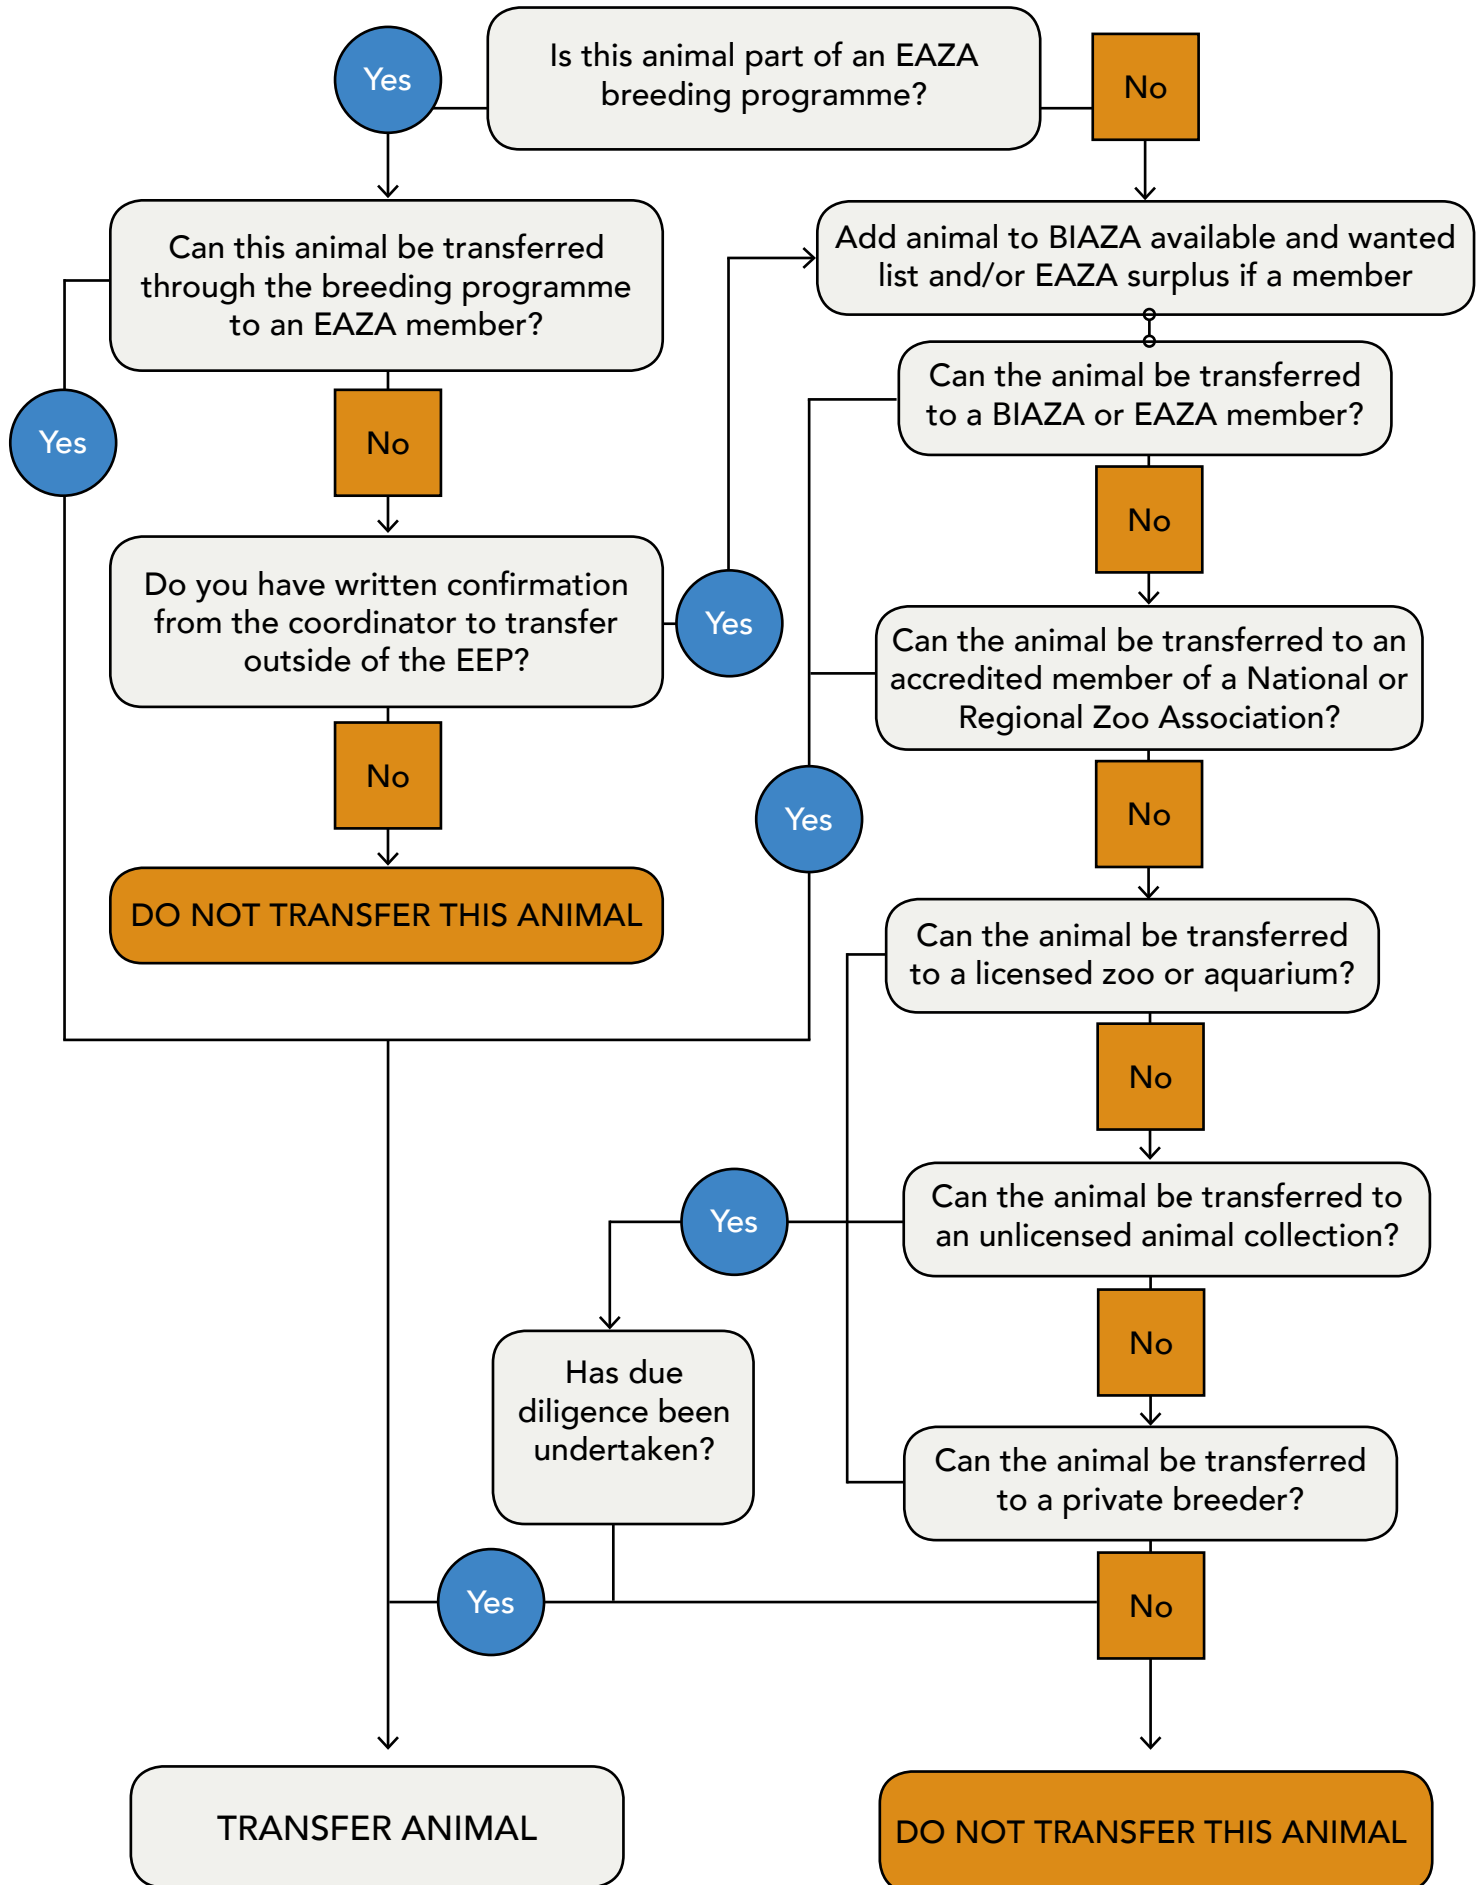 Is this animal part of an EAZA
breeding programme?
Yes
No
Can this animal be transferred
through the breeding programme
to an EAZA member?
Yes
No
Do you have written confirmation
from the coordinator to transfer
outside of the EEP?
Yes
No
DO NOT TRANSFER THIS ANIMAL
Add animal to BIAZA available and wanted
list and/or EAZA surplus if a member
Can the animal be transferred
to a BIAZA or EAZA member?
No
Can the animal be transferred to an
accredited member of a National or
Regional Zoo Association?
Yes
No
Can the animal be transferred
to a licensed zoo or aquarium?
No
Can the animal be transferred to
an unlicensed animal collection?
Yes
No
Has due
diligence been
undertaken?
Can the animal be transferred
to a private breeder?
Yes
No
TRANSFER ANIMAL
DO NOT TRANSFER THIS ANIMAL